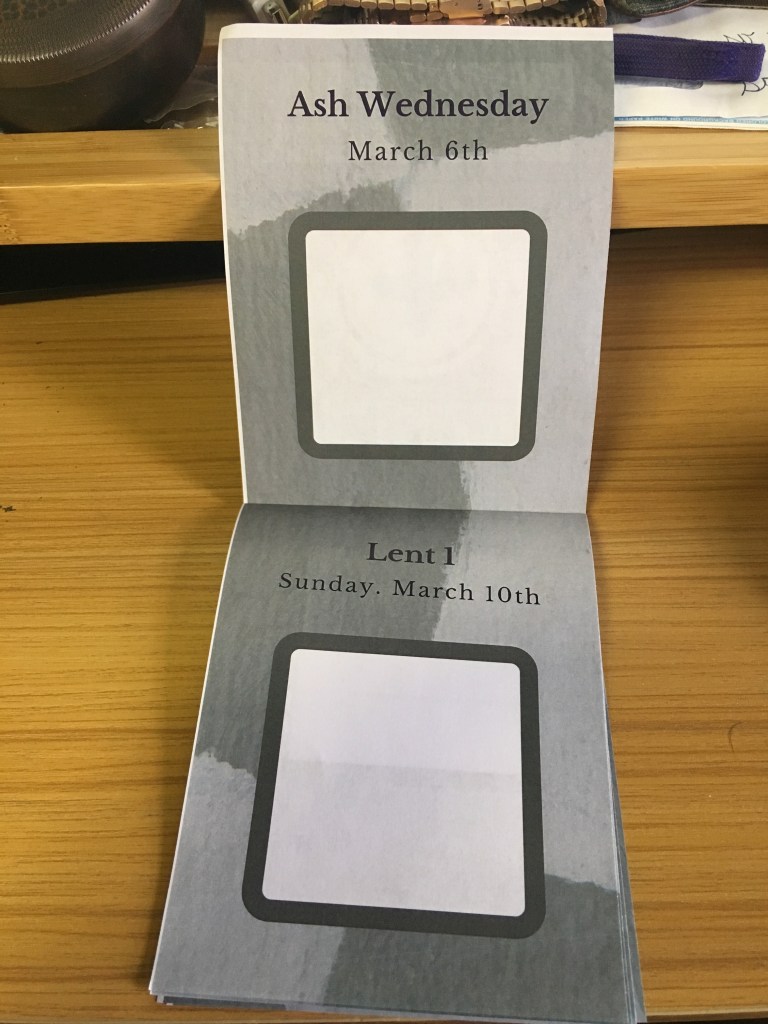 Ash Wednesday
March 6th
Lent 1
Sunday. March 10th